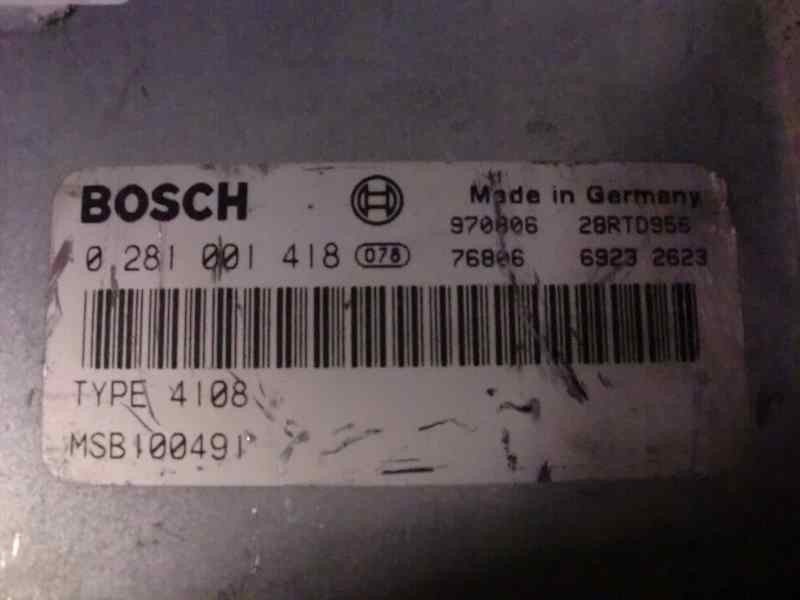 BOSCH
Made in Germany
970806 28RTD956
0 281 001 418 078 76806 6923 2623
TYPE 4108
MSB100491